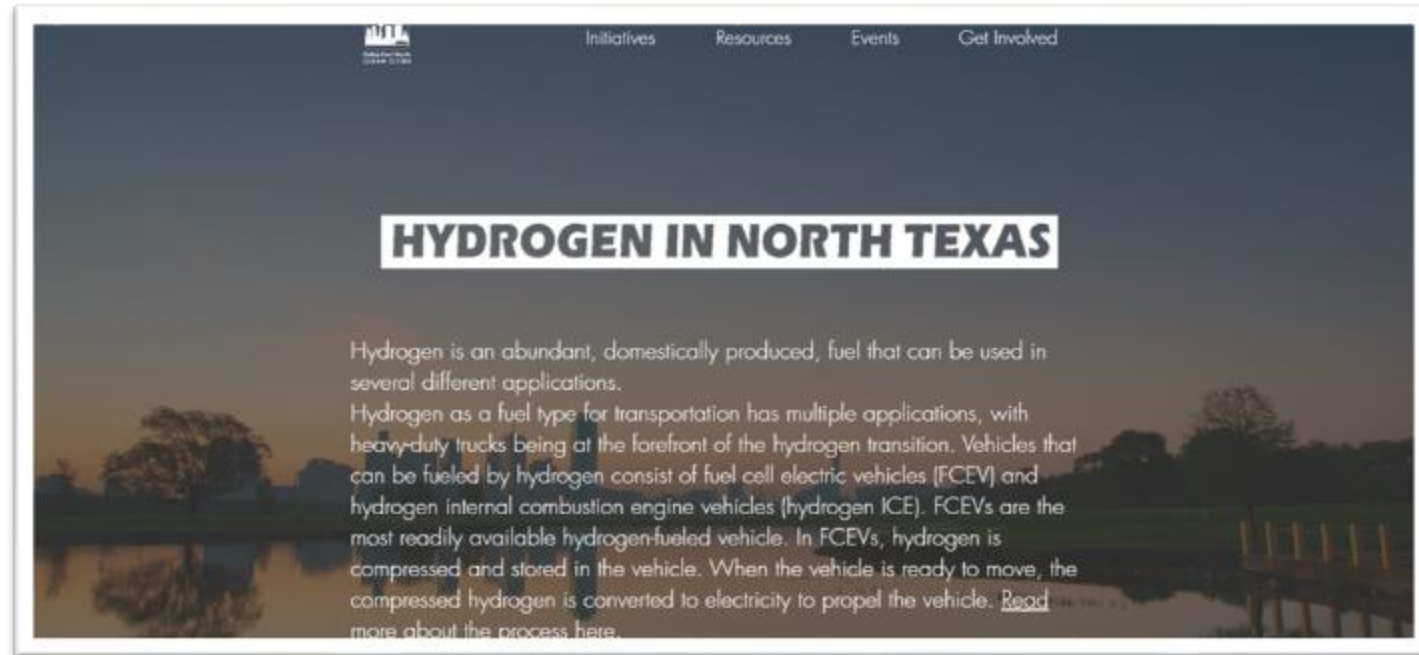 Initiatives Resources Events Get Involved
CLEAN CITIES
HYDROGEN IN NORTH TEXAS
Hydrogen is an abundant, domestically produced, fuel that can be used in
several different applications.
Hydrogen as a fuel type for transportation has multiple applications, with
heavy-duty trucks being at the forefront of the hydrogen transition. Vehicles that
can be fueled by hydrogen consist of fuel cell electric vehicles (FCEV) and
hydrogen internal combustion engine vehicles (hydrogen ICE). FCEVs are the
most readily available hydrogen-fueled vehicle. In FCEVs, hydrogen is
compressed and stored in the vehicle. When the vehicle is ready to move, the
compressed hydrogen is converted to electricity to propel the vehicle. Read
more about the process here.